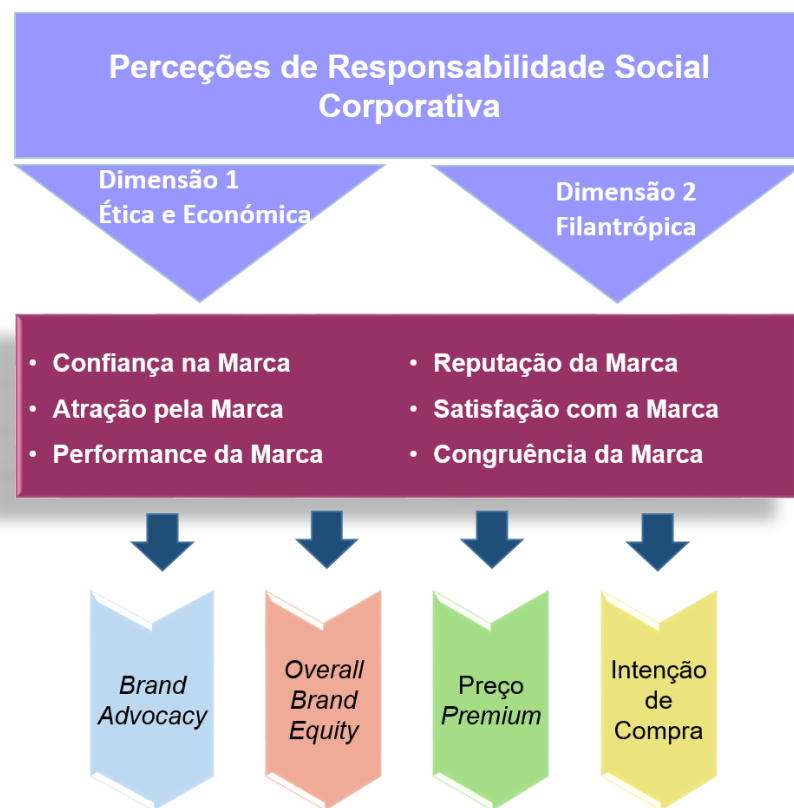 Perceções de Responsabilidade Social
Corporativa
Dimensão 1
Ética e Económica
Dimensão 2
Filantrópica
• Confiança na Marca
• Atração pela Marca
• Performance da Marca
• Reputação da Marca
• Satisfação com a Marca
• Congruência da Marca
Brand
Advocacy
Overall
Brand
Equity
Preço
Premium
Intenção
de
Compra